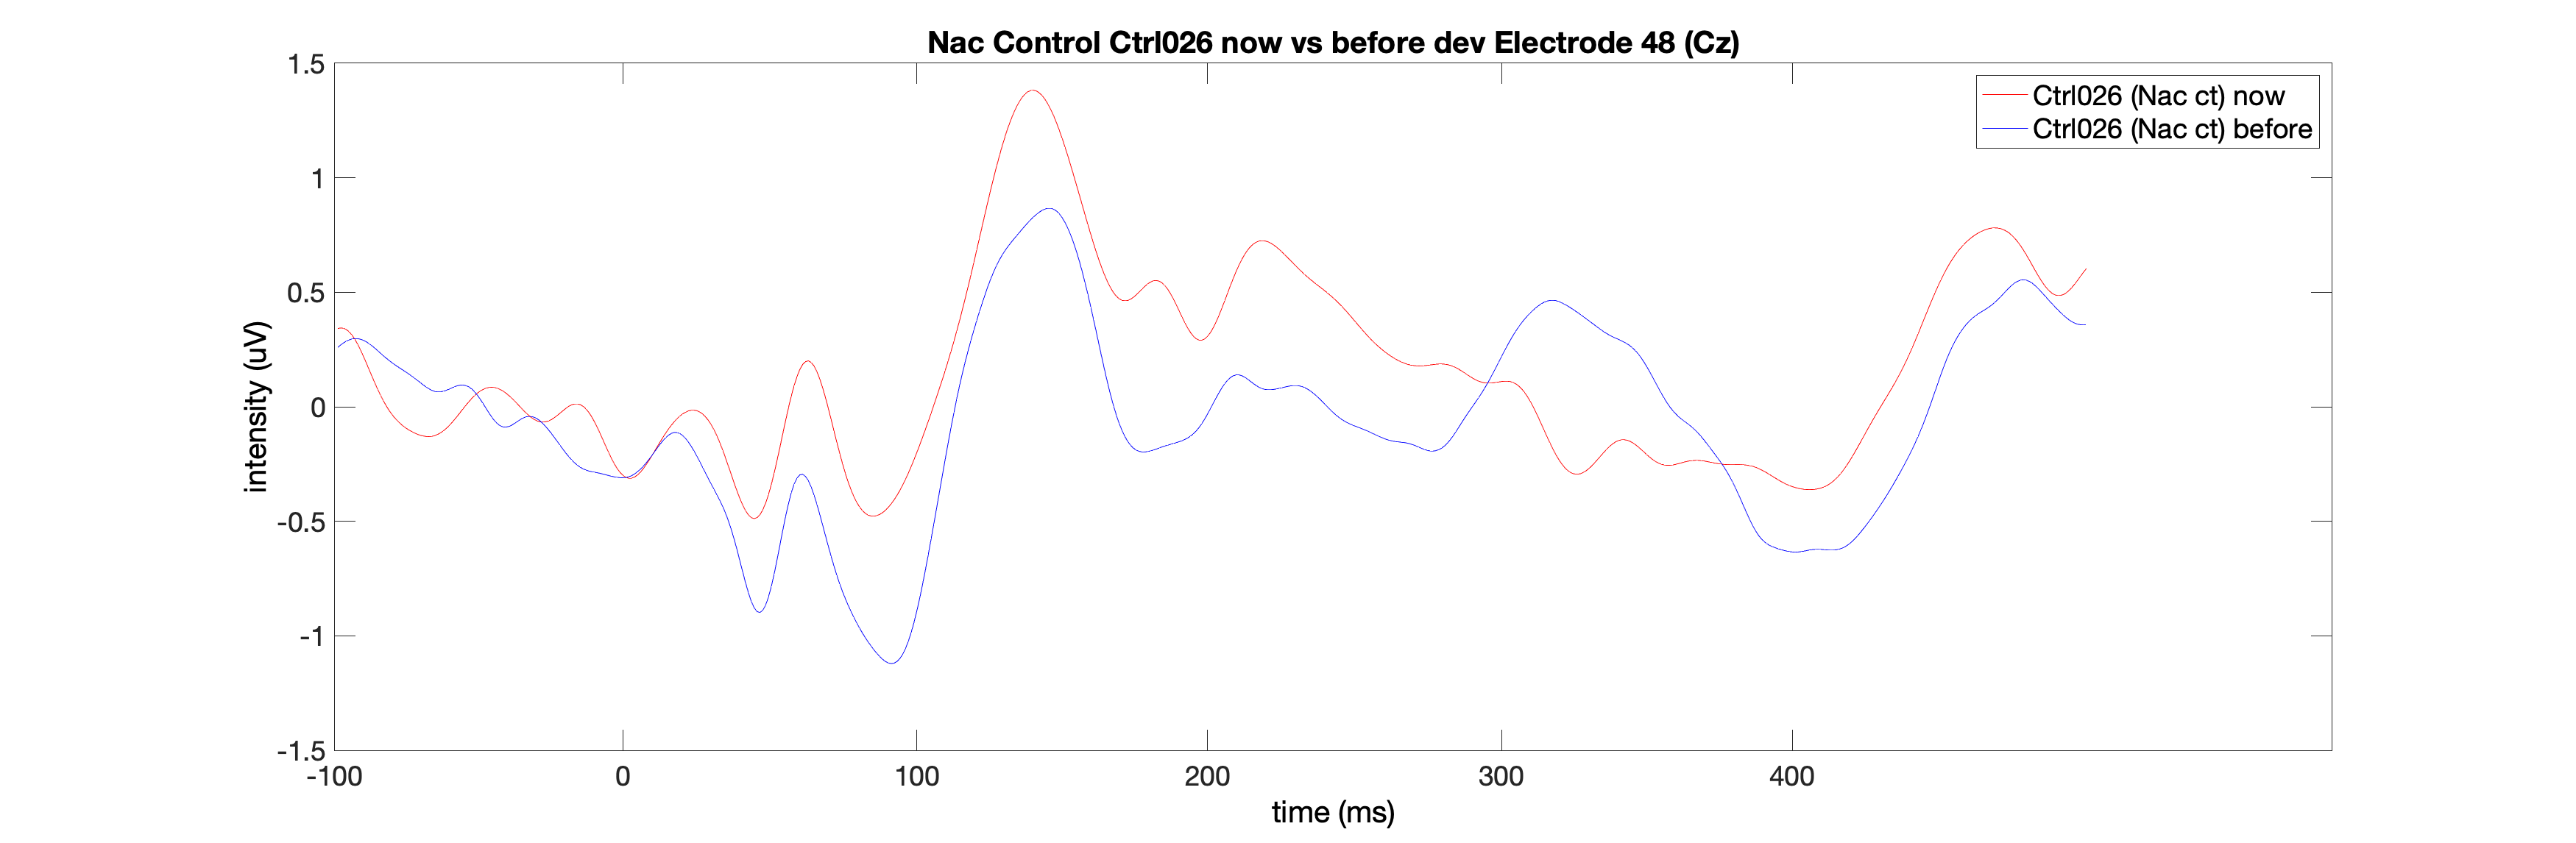 Nac Control Ctrl026 now vs before dev Electrode 48 (Cz)
Ctrl026 (Nac ct) now
Ctrl026 (Nac ct) before
intensity (uV)
1.5
1
0.5
0
-0.5
-1
-1.5
-100 0 100 200 300 400
time (ms)